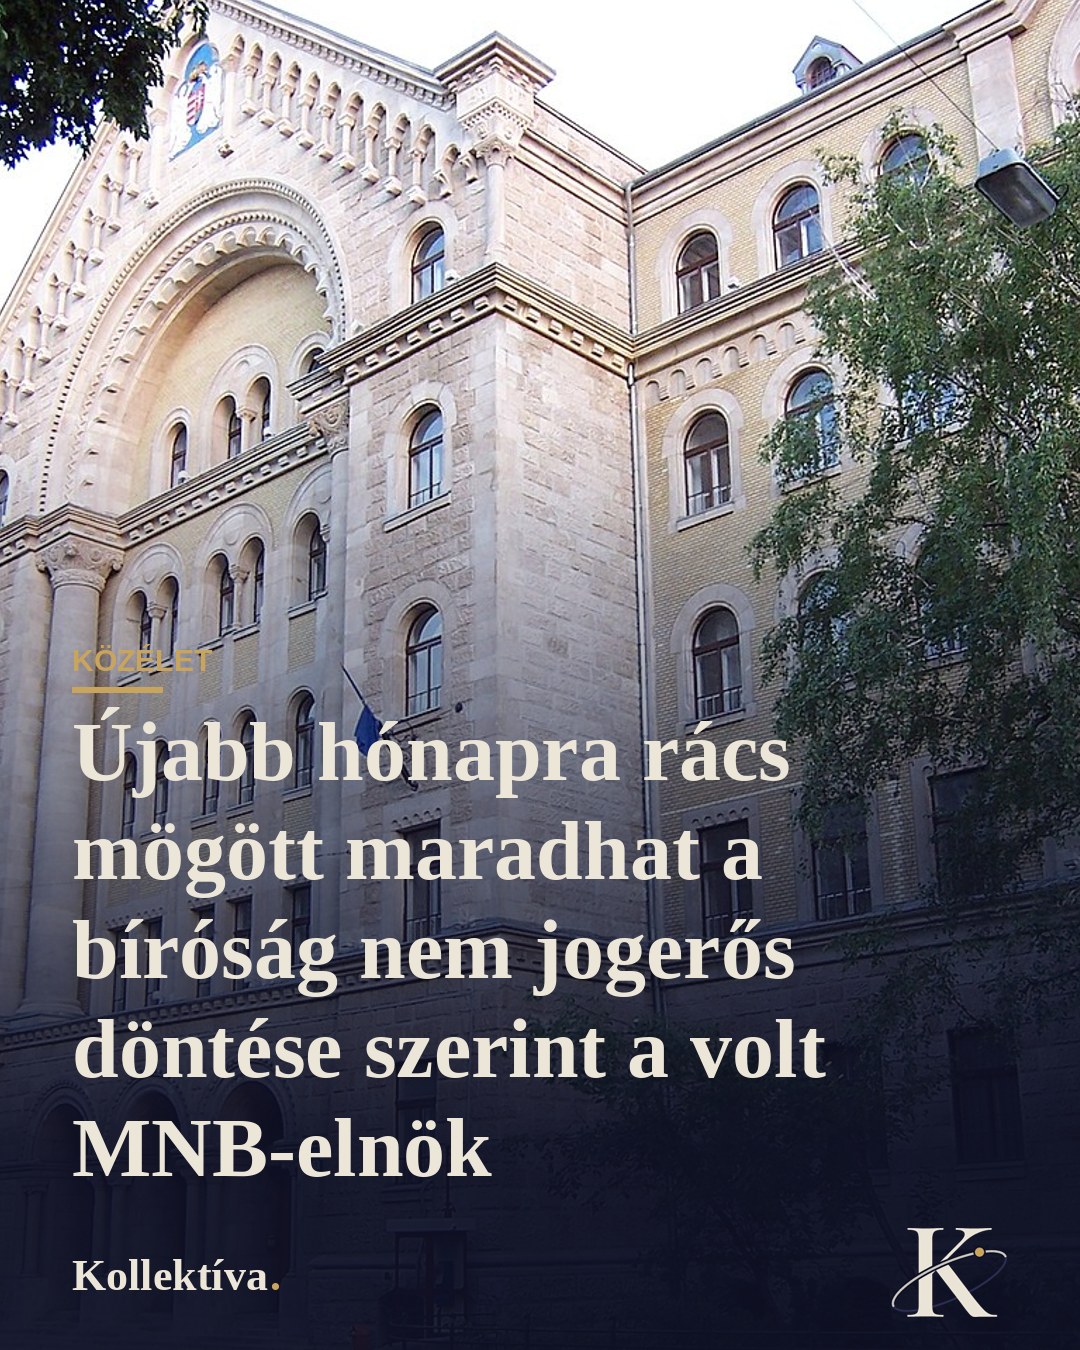 KÖZÉLET
Újabb hónapra rács
mögött maradhat a
bíróság nem jogerős
döntése szerint a volt
MNB-elnök
Kollektíva.
K